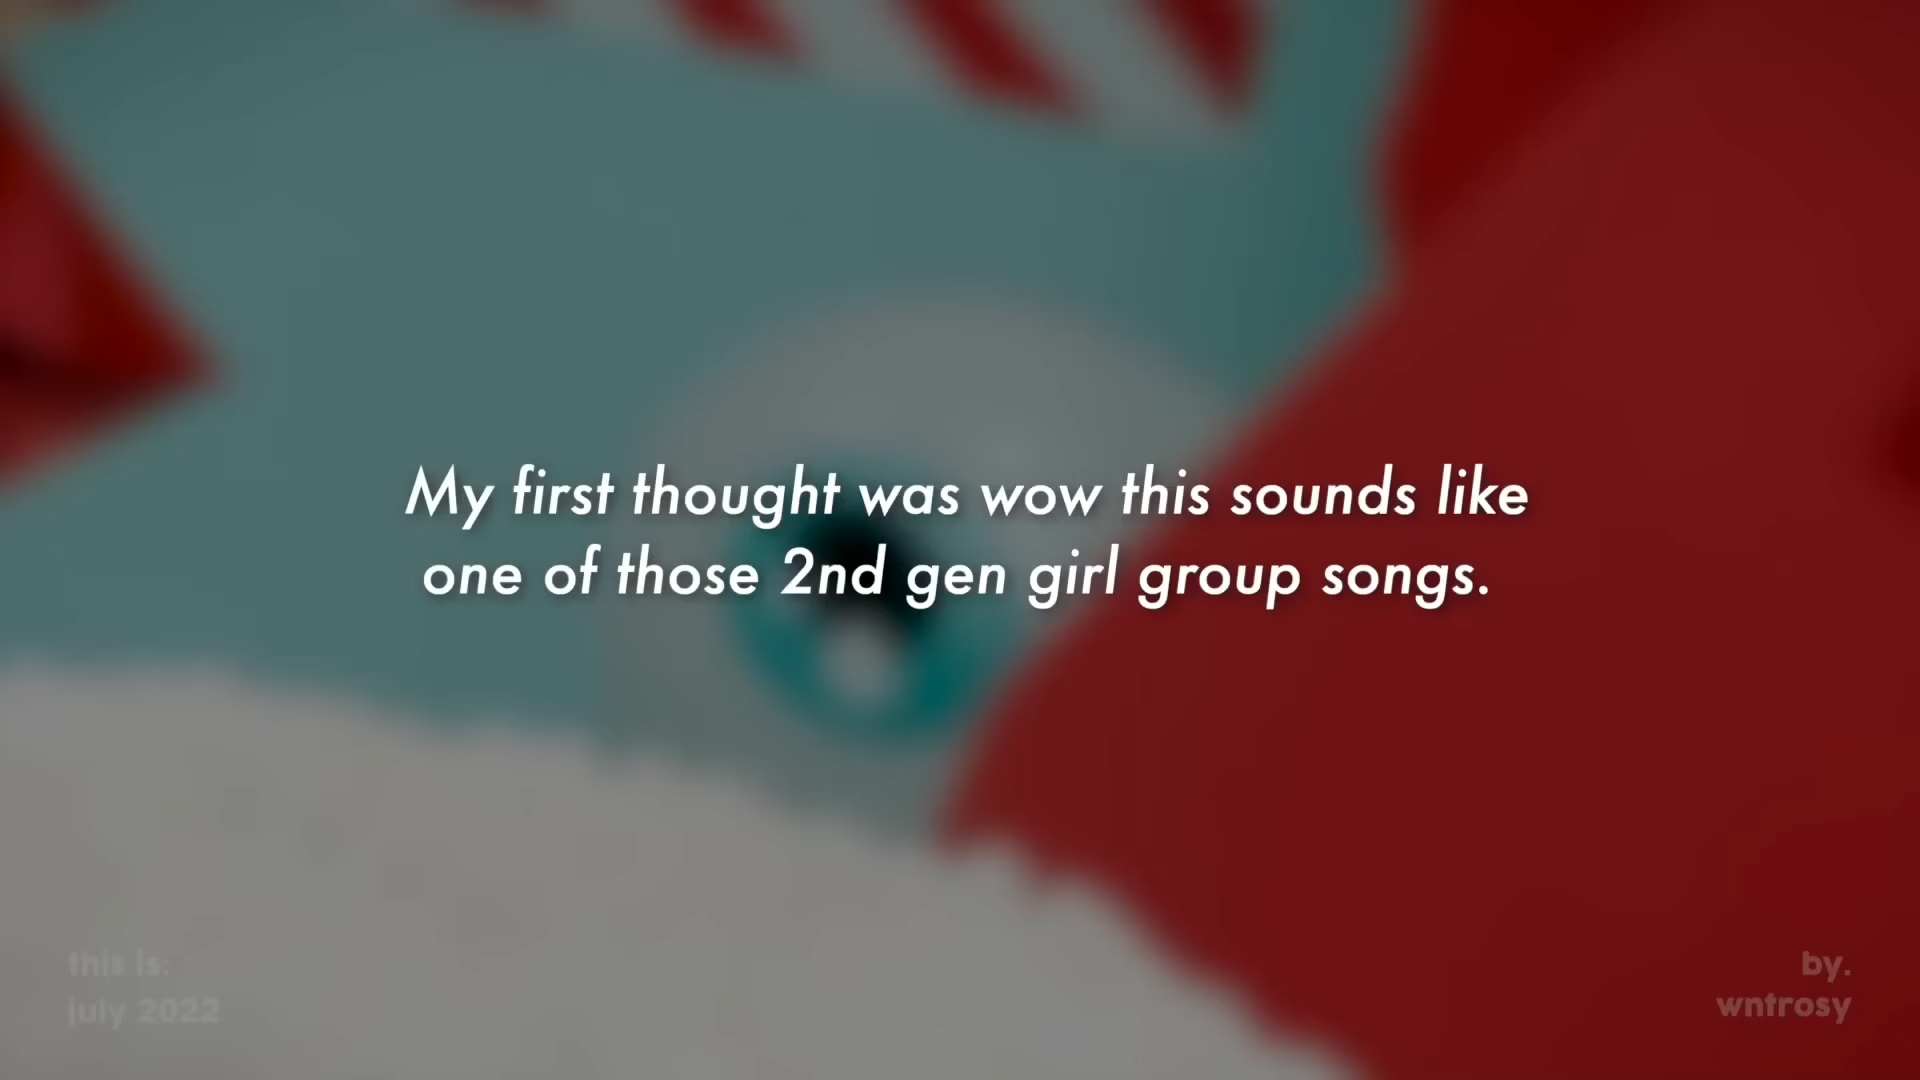 My first thought was wow this sounds like
one of those 2nd gen girl group songs.
this is:
july 2022
by.
wntrosy